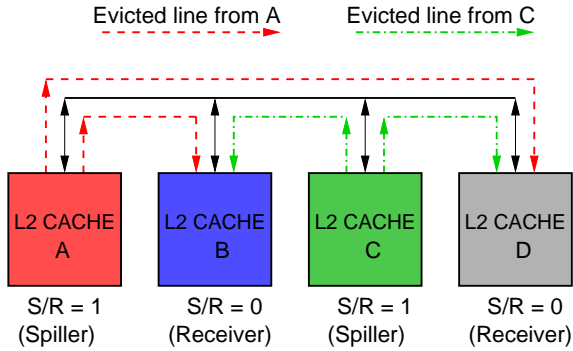 Evicted line from A
Evicted line from C
L2 CACHE
A
L2 CACHE
B
L2 CACHE
C
L2 CACHE
D
S/R = 1
(Spiller)
S/R = 0
(Receiver)
S/R = 1
(Spiller)
S/R = 0
(Receiver)